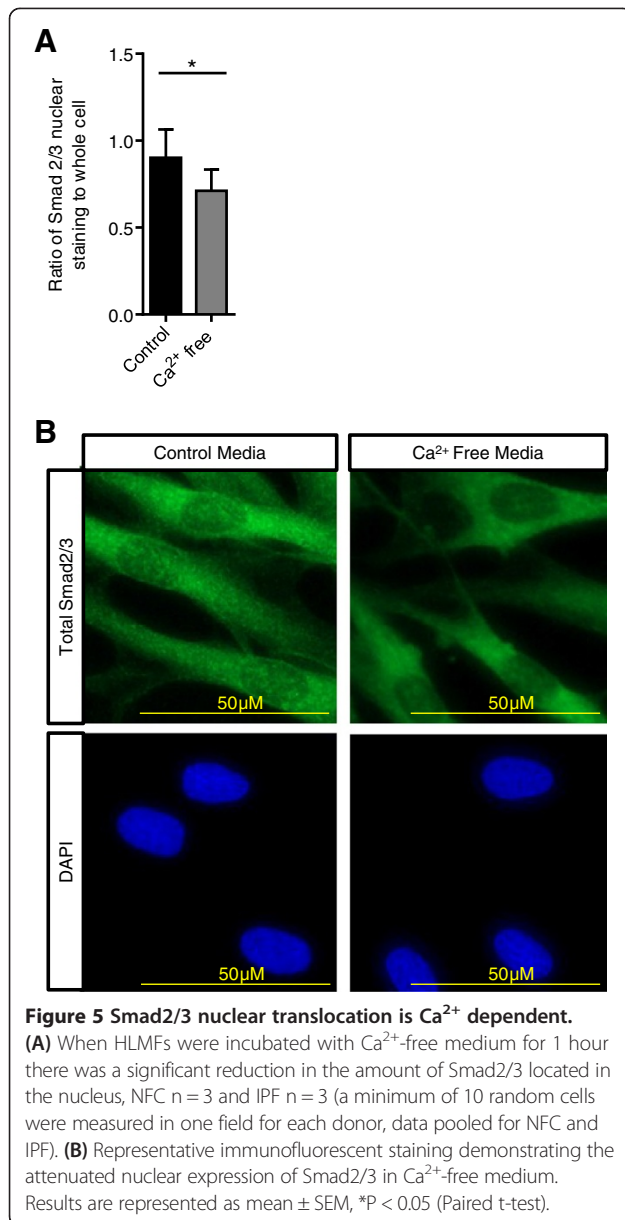 A
1.5
1.0
0.5
0.0
Ratio of Smad 2/3 nuclear
staining to whole cell
*
Control
Ca²⁺ free
B
Control Media
Ca²⁺ Free Media
Total Smad2/3
50µM
50µM
DAPI
50µM
50µM
Figure 5 Smad2/3 nuclear translocation is Ca²⁺ dependent.
(A) When HLMFs were incubated with Ca²⁺-free medium for 1 hour
there was a significant reduction in the amount of Smad2/3 located in
the nucleus, NFC n = 3 and IPF n = 3 (a minimum of 10 random cells
were measured in one field for each donor, data pooled for NFC and
IPF). (B) Representative immunofluorescent staining demonstrating the
attenuated nuclear expression of Smad2/3 in Ca²⁺-free medium.
Results are represented as mean ± SEM, *P < 0.05 (Paired t-test).